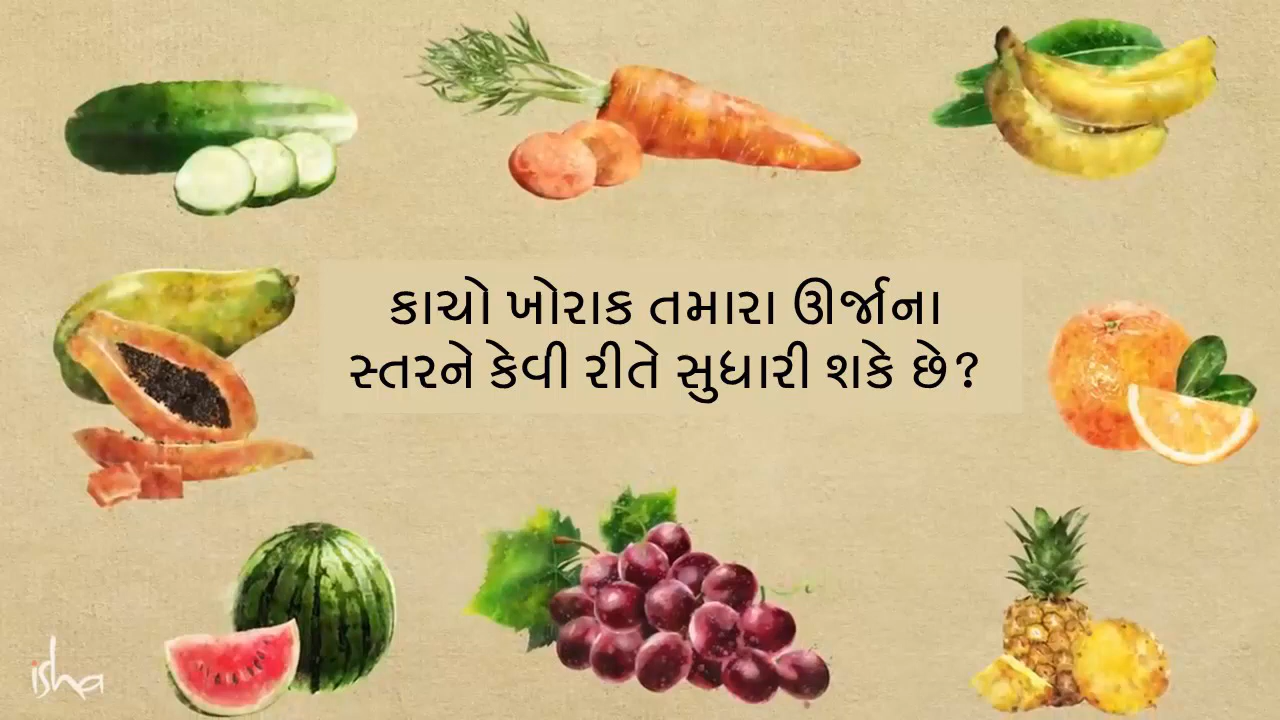 કાચો ખોરાક તમારા ઊર્જાના
સ્તરને કેવી રીતે સુધારી શકે છે?
isha